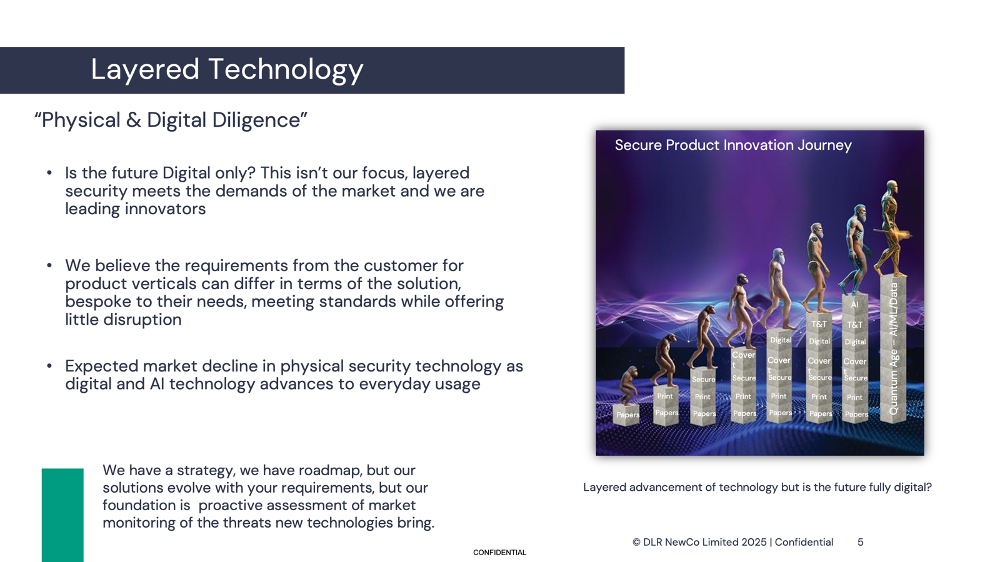 Layered Technology
“Physical & Digital Diligence”
• Is the future Digital only? This isn’t our focus, layered
security meets the demands of the market and we are
leading innovators
• We believe the requirements from the customer for
product verticals can differ in terms of the solution,
bespoke to their needs, meeting standards while offering
little disruption
• Expected market decline in physical security technology as
digital and AI technology advances to everyday usage
We have a strategy, we have roadmap, but our
solutions evolve with your requirements, but our
foundation is  proactive assessment of market
monitoring of the threats new technologies bring.
Secure Product Innovation Journey
Papers
Print
Papers
Secure
Print
Papers
Cover
t
Secure
Print
Papers
Digital
Cover
t
Secure
Print
Papers
T&T
Digital
Cover
t
Secure
Print
Papers
AI
T&T
Digital
Cover
t
Secure
Print
Papers
Quantum Age – AI/ML/Data
Layered advancement of technology but is the future fully digital?
© DLR NewCo Limited 2025 | Confidential
5
CONFIDENTIAL